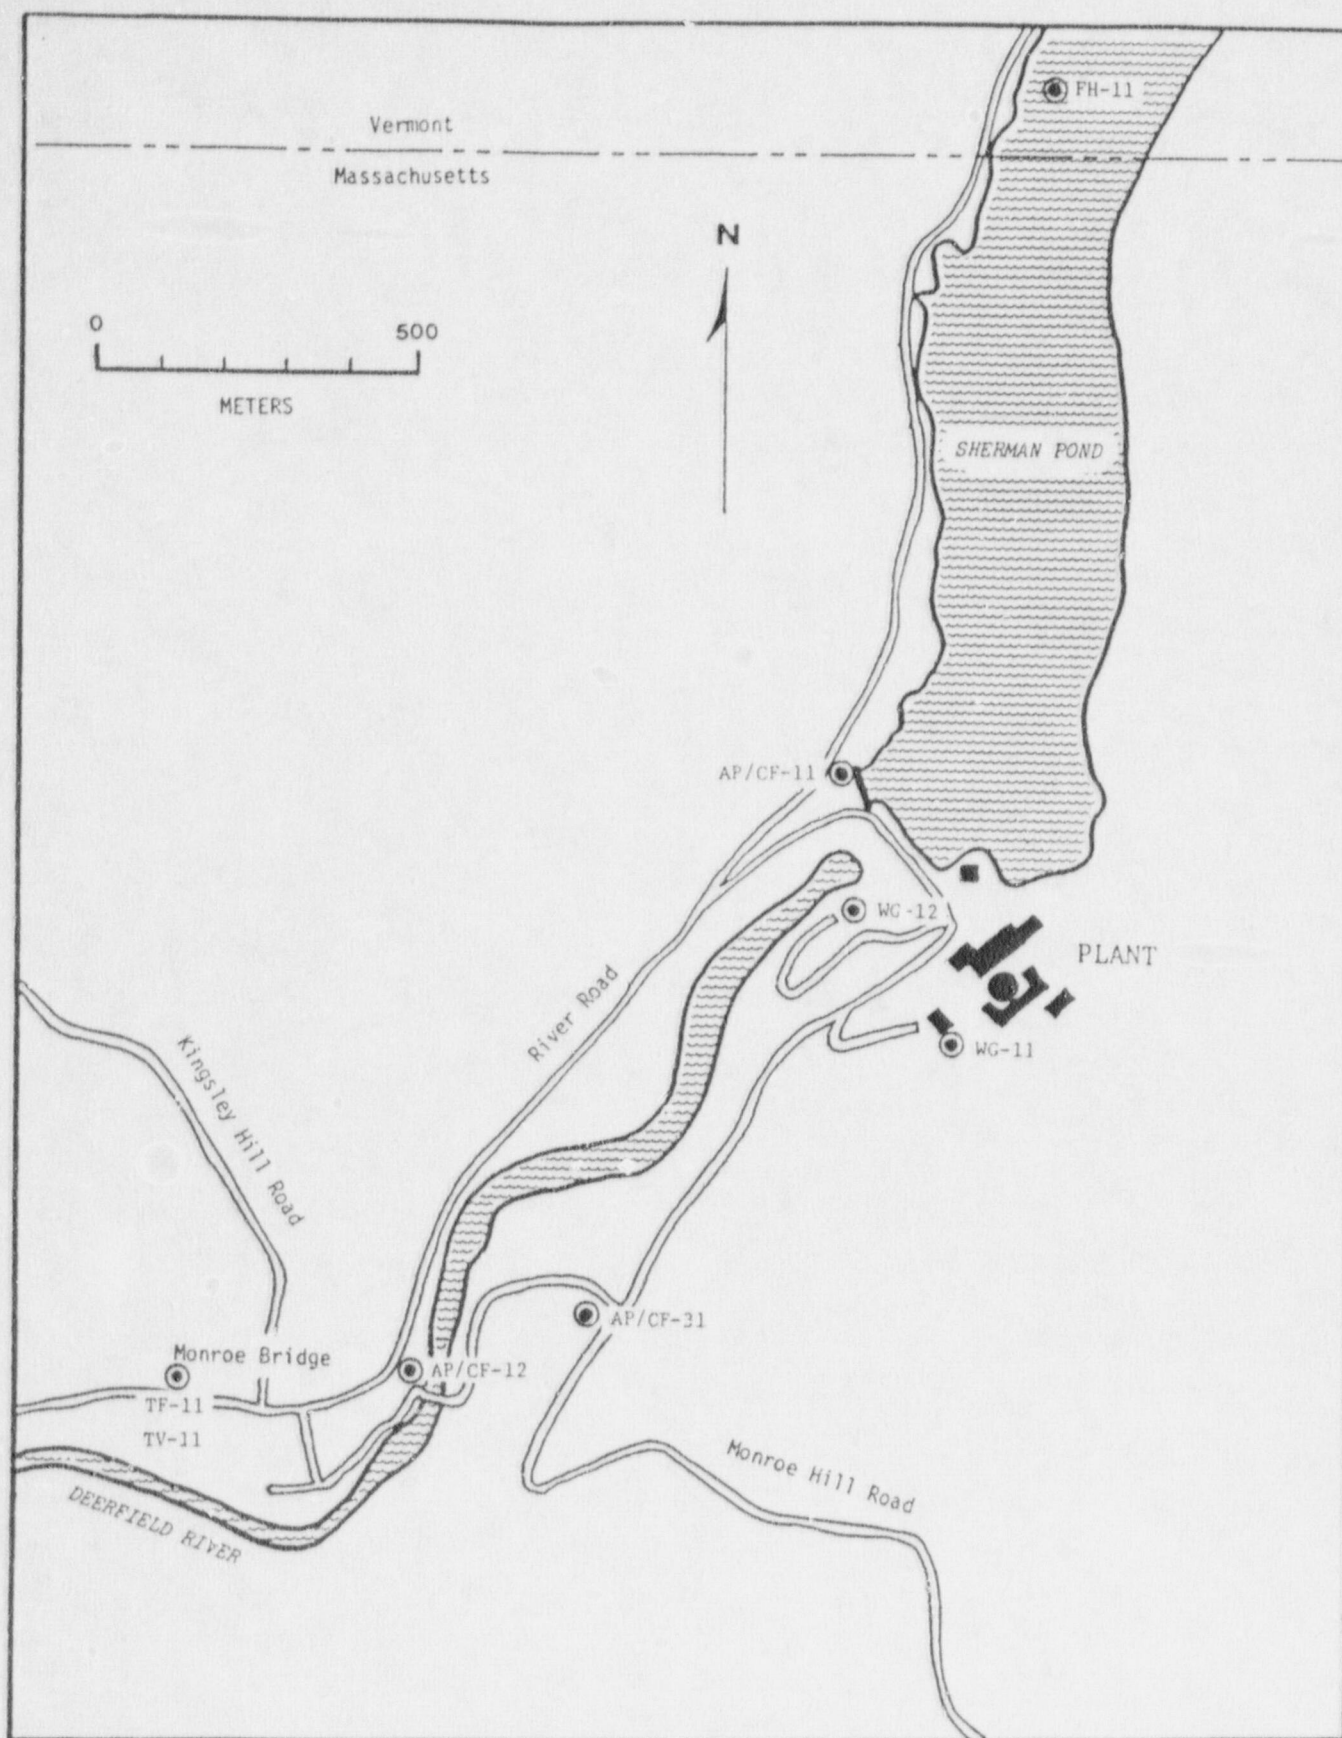 FH-11
Vermont
Massachusetts
N
0 500
METERS
SHERMAN POND
AP/CF-11
WG-12
PLANT
River Road
WG-11
Kingsley Hill Road
AP/CF-31
Monroe Bridge
AP/CF-12
TF-11
TV-11
Monroe Hill Road
DEERFIELD RIVER